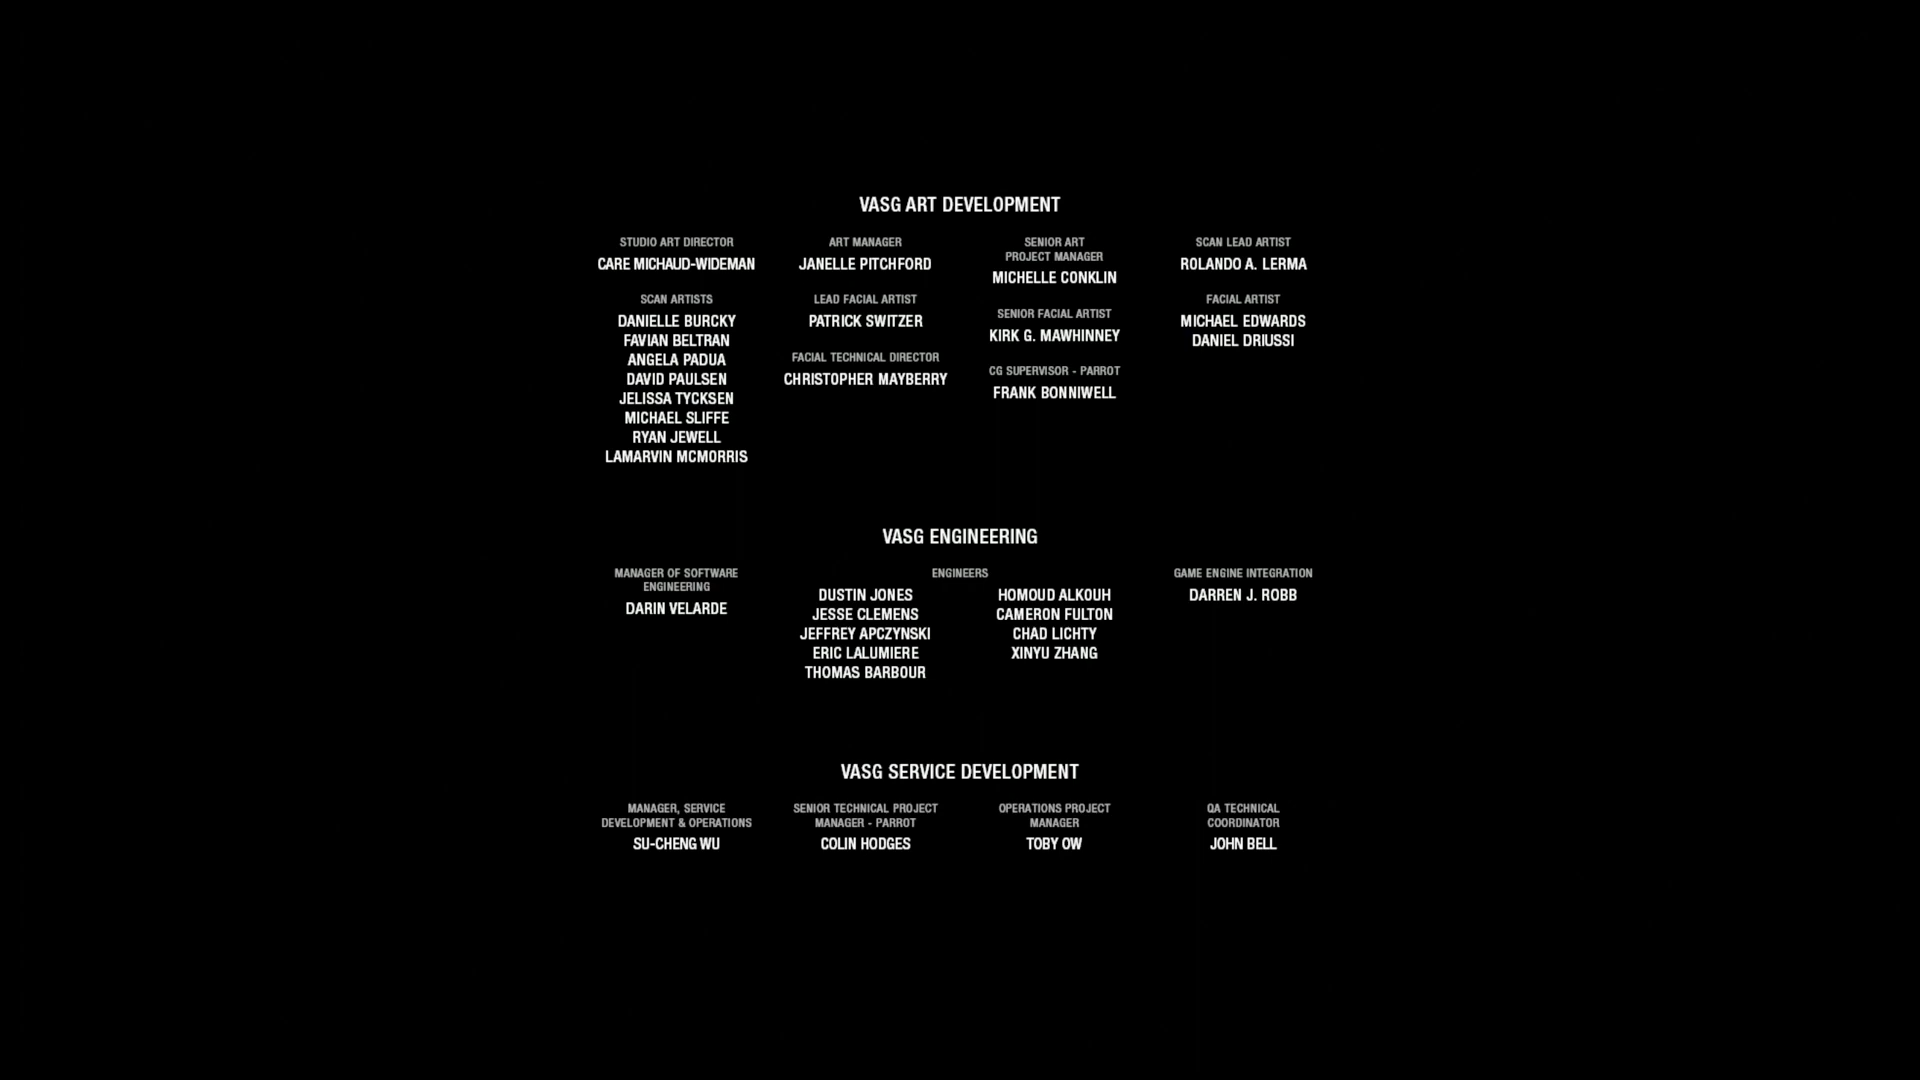 VASG ART DEVELOPMENT
STUDIO ART DIRECTOR
CARE MICHAUD-WIDEMAN
SCAN ARTISTS
DANIELLE BURCKY
FAVIAN BELTRAN
ANGELA PADUA
DAVID PAULSEN
JELISSA TYCKSEN
MICHAEL SLIFFE
RYAN JEWELL
LAMARVIN MCMORRIS
ART MANAGER
JANELLE PITCHFORD
LEAD FACIAL ARTIST
PATRICK SWITZER
FACIAL TECHNICAL DIRECTOR
CHRISTOPHER MAYBERRY
SENIOR ART
PROJECT MANAGER
MICHELLE CONKLIN
SENIOR FACIAL ARTIST
KIRK G. MAWHINNEY
CG SUPERVISOR - PARROT
FRANK BONNIWELL
SCAN LEAD ARTIST
ROLANDO A. LERMA
FACIAL ARTIST
MICHAEL EDWARDS
DANIEL DRIUSSI
VASG ENGINEERING
MANAGER OF SOFTWARE
ENGINEERING
DARIN VELARDE
ENGINEERS
DUSTIN JONES
JESSE CLEMENS
JEFFREY APCZYNSKI
ERIC LALUMIERE
THOMAS BARBOUR
HOMOUD ALKOUH
CAMERON FULTON
CHAD LICHTY
XINYU ZHANG
GAME ENGINE INTEGRATION
DARREN J. ROBB
VASG SERVICE DEVELOPMENT
MANAGER, SERVICE
DEVELOPMENT & OPERATIONS
SU-CHENG WU
SENIOR TECHNICAL PROJECT
MANAGER - PARROT
COLIN HODGES
OPERATIONS PROJECT
MANAGER
TOBY OW
QA TECHNICAL
COORDINATOR
JOHN BELL